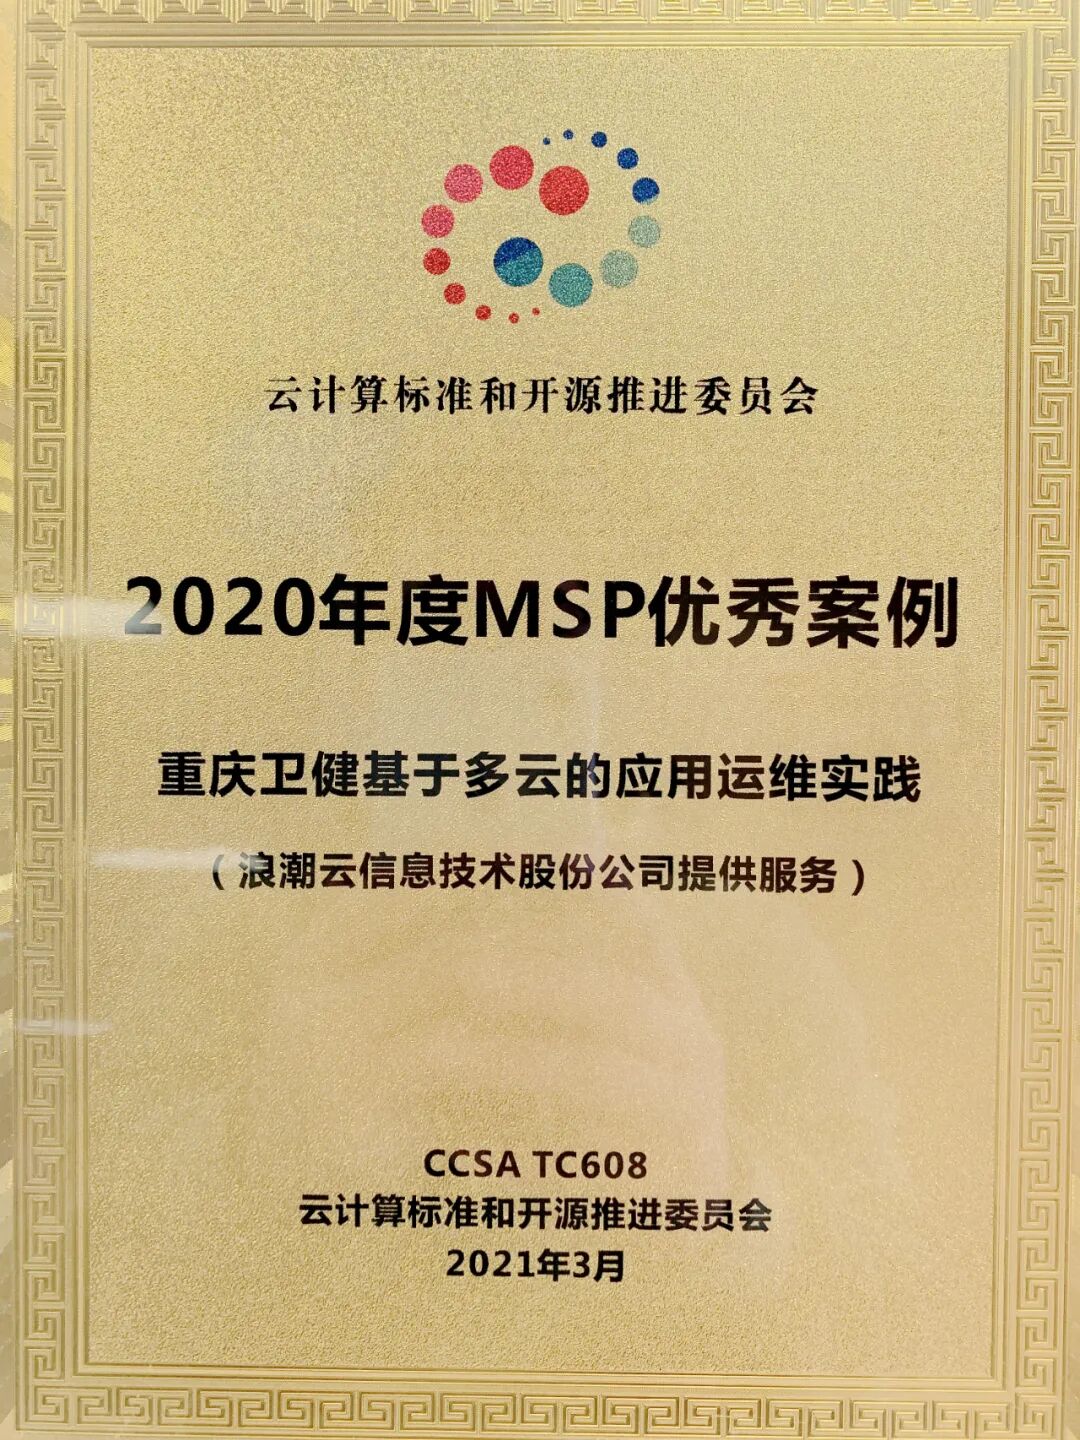 云计算标准和开源推进委员会
2020年度MSP优秀案例
重庆卫健基于多云的应用运维实践
（浪潮云信息技术股份公司提供服务）
CCSA TC608
云计算标准和开源推进委员会
2021年3月